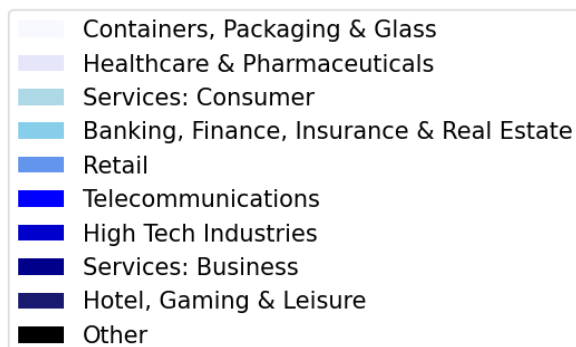 Containers, Packaging & Glass
Healthcare & Pharmaceuticals
Services: Consumer
Banking, Finance, Insurance & Real Estate
Retail
Telecommunications
High Tech Industries
Services: Business
Hotel, Gaming & Leisure
Other